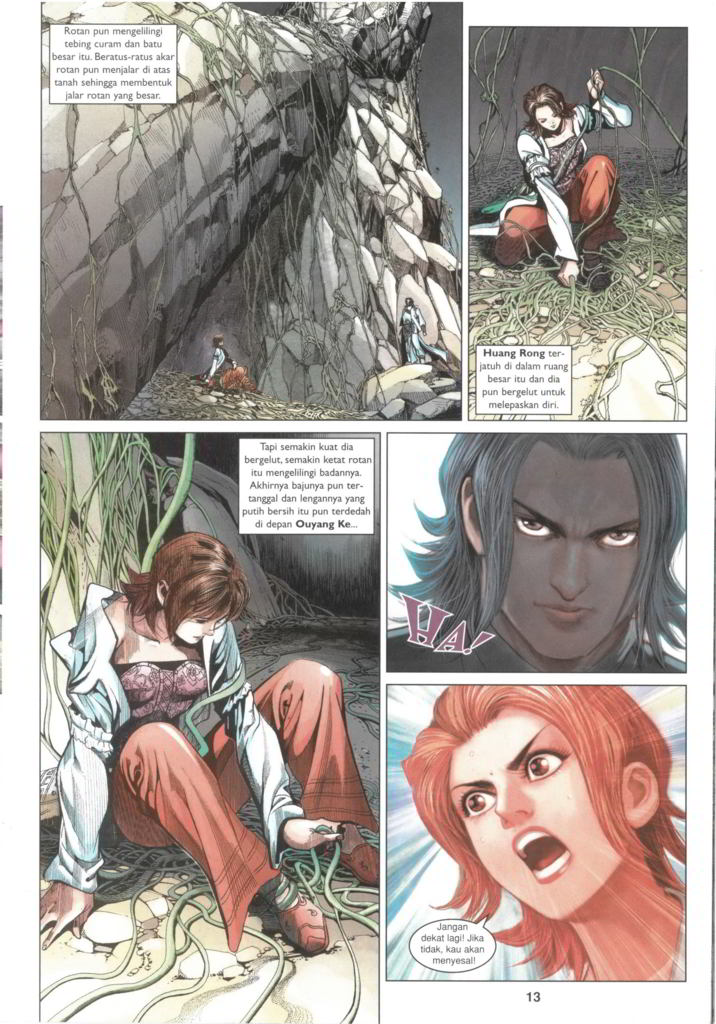 Rotan pun mengelilingi
tebing curam dan batu
besar itu. Beratus-ratus akar
rotan pun menjalar di atas
tanah sehingga membentuk
jalar rotan yang besar.
Huang Rong ter-
jatuh di dalam ruang
besar itu dan dia
pun bergelut untuk
melepaskan diri.
Tapi semakin kuat dia
bergelut, semakin ketat rotan
itu mengelilingi badannya.
Akhirnya bajunya pun ter-
tanggal dan lengannya yang
putih bersih itu pun terdedah
di depan Ouyang Ke...
HA!
Jangan
dekat lagi! Jika
tidak, kau akan
menyesal!
13